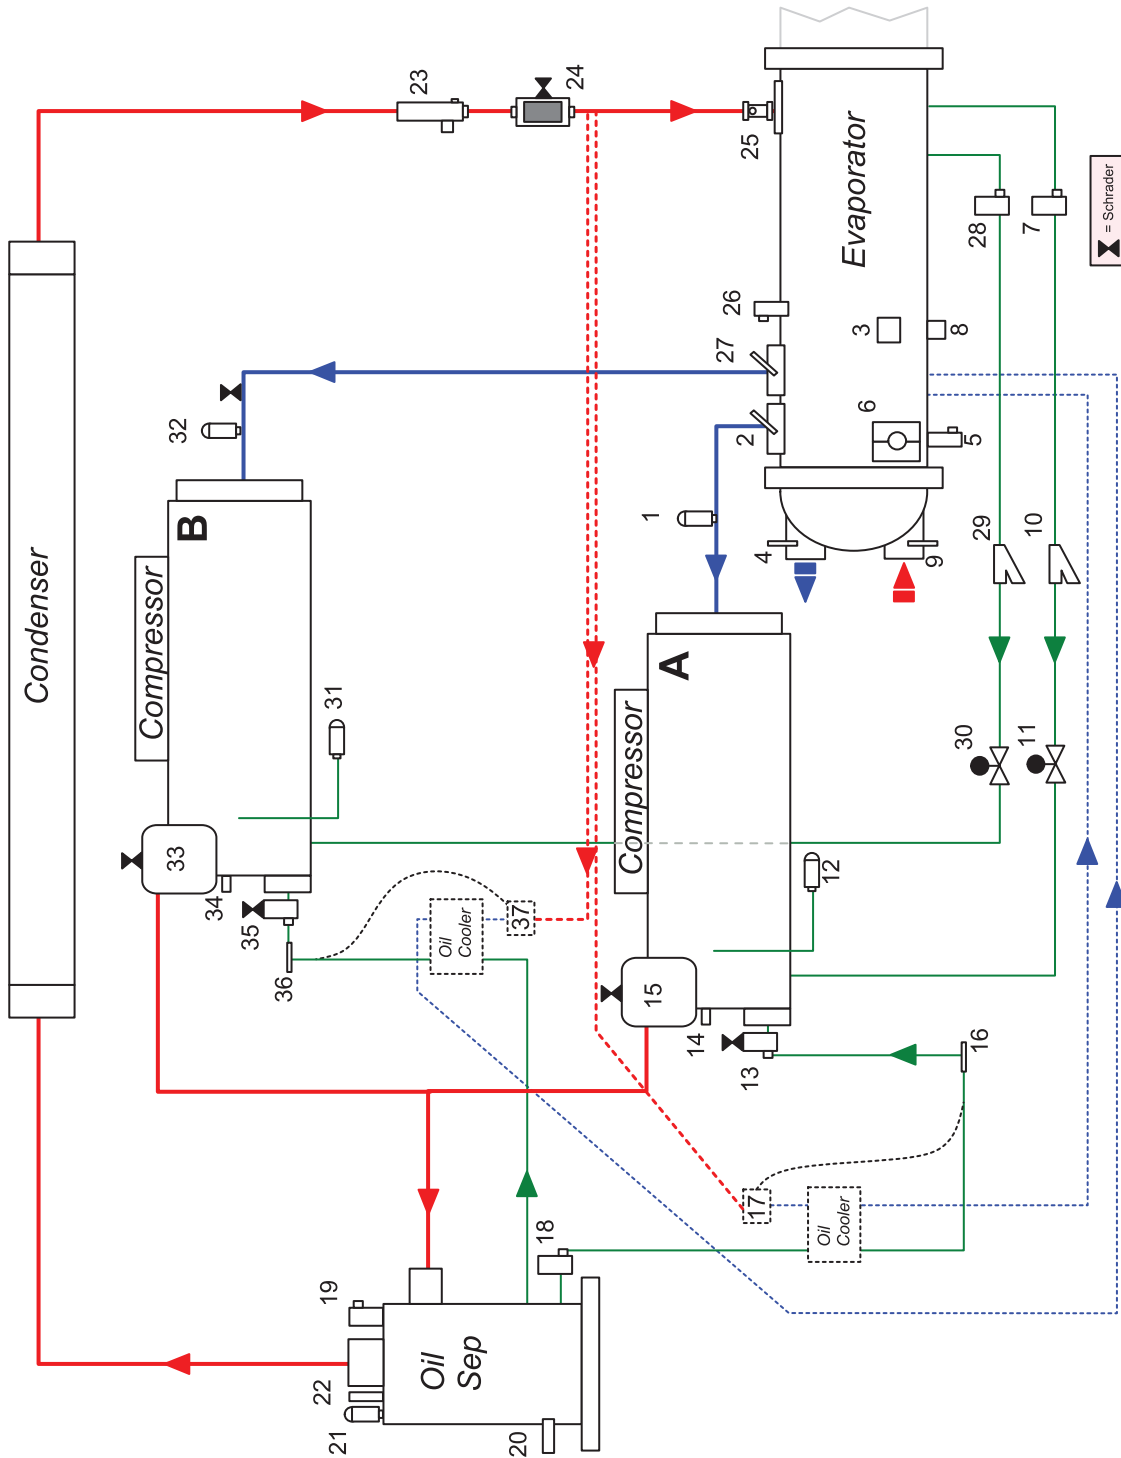 Condenser
Compressor
B
32
33
34
35
36
31
37
Oil
Cooler
23
24
25
26
27
2
1
Evaporator
3
8
6
5
4
9
28
7
29
10
30
11
= Schrader
Compressor
A
12
15
14
13
16
17
Oil
Cooler
18
19
22
21
20
Oil
Sep